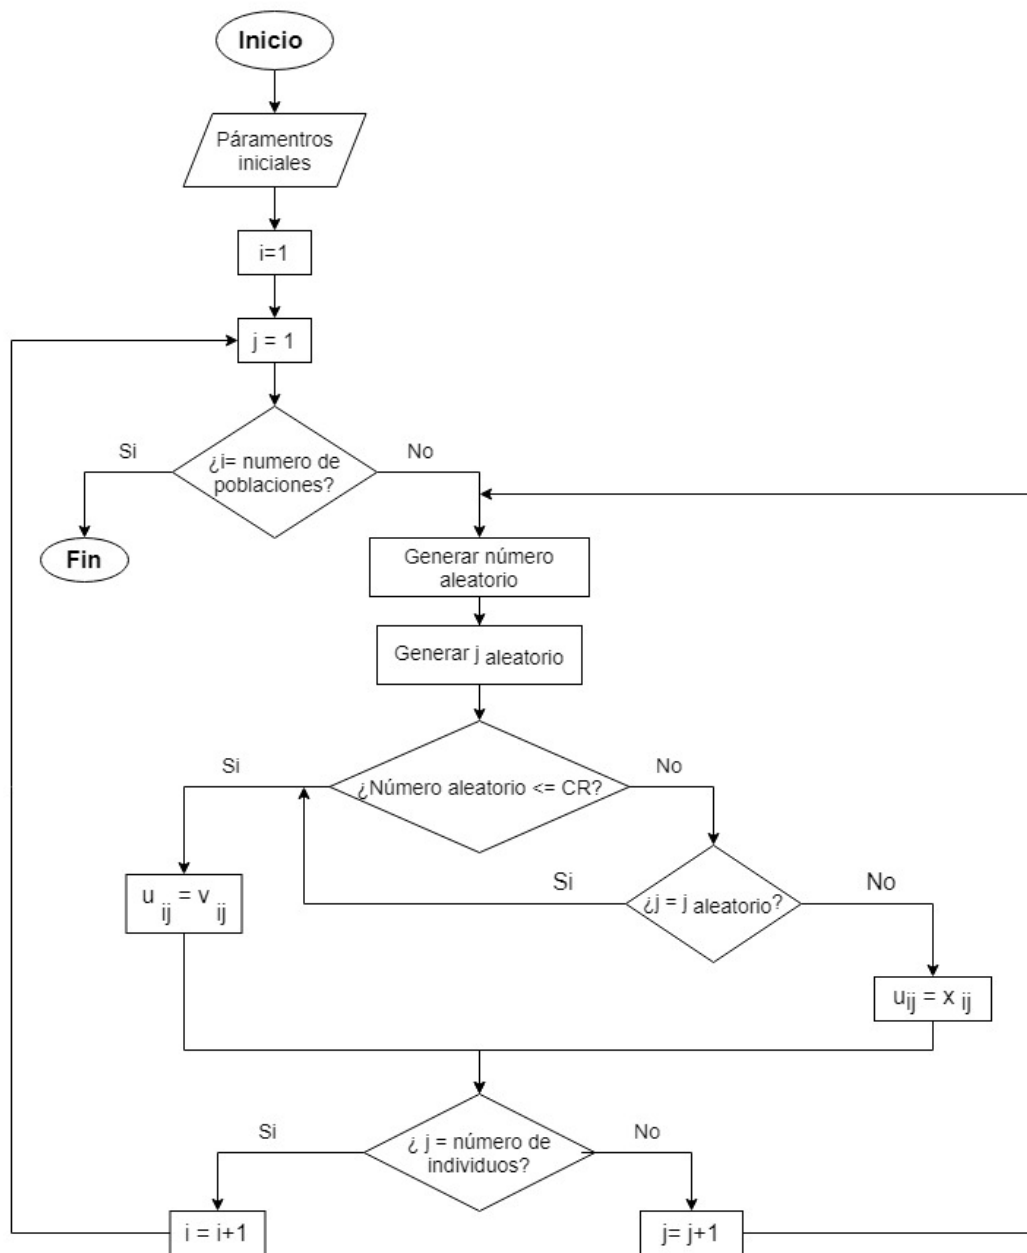 Inicio
Páramentros
iniciales
i=1
j = 1
Si
¿i= numero de
poblaciones?
No
Fin
Generar número
aleatorio
Generar j aleatorio
Si
¿Número aleatorio <= CR?
No
Si
¿j = j aleatorio?
No
u ij = v ij
uij = x ij
Si
¿ j = número de
individuos?
No
i = i+1
j= j+1